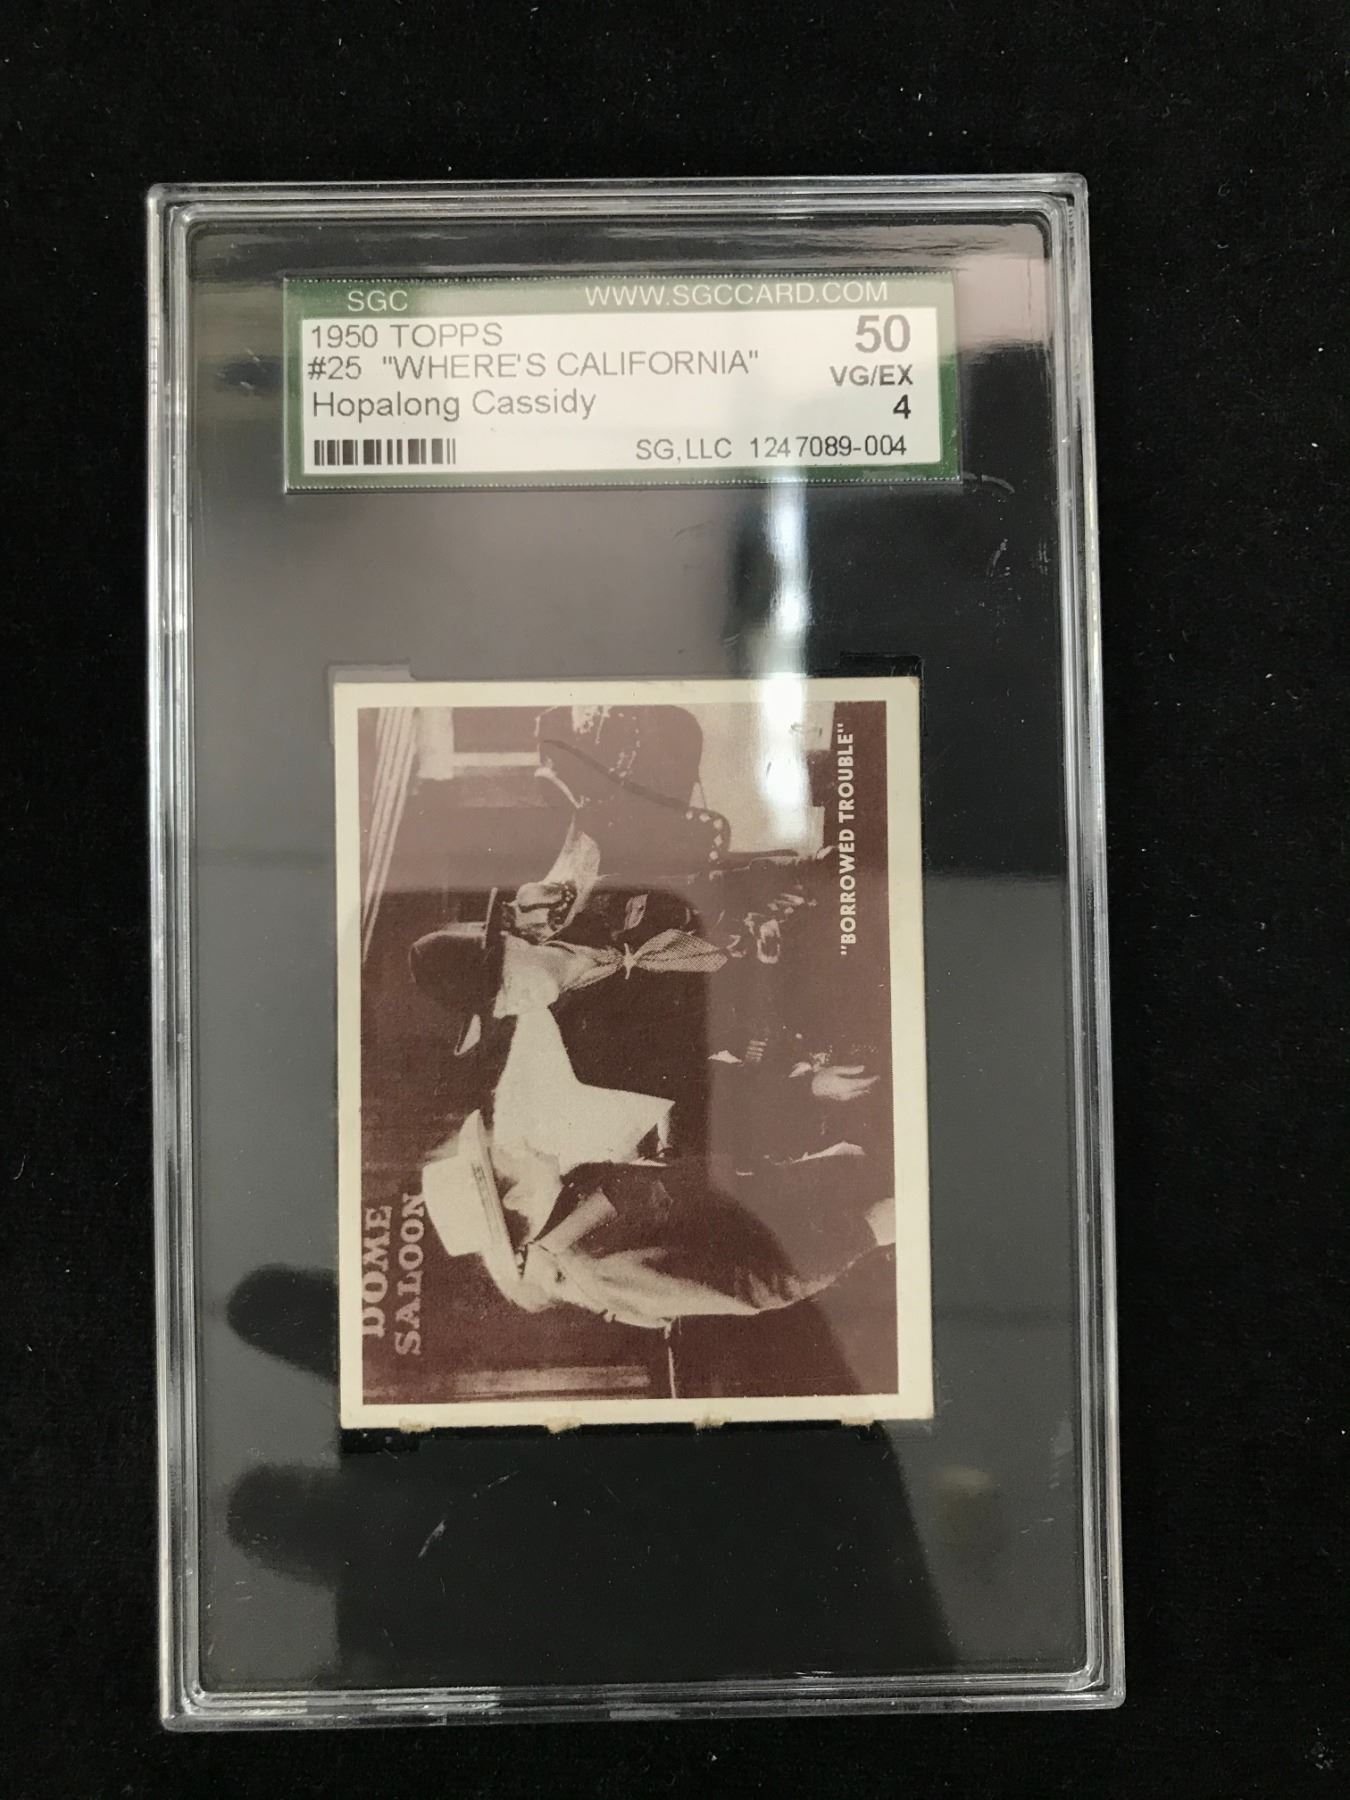 SGC WWW.SGCCARD.COM
1950 TOPPS 50
#25 "WHERE'S CALIFORNIA" VG/EX
Hopalong Cassidy 4
SG,LLC 1247089-004
"BORROWED TROUBLE"
DOME
SALOON